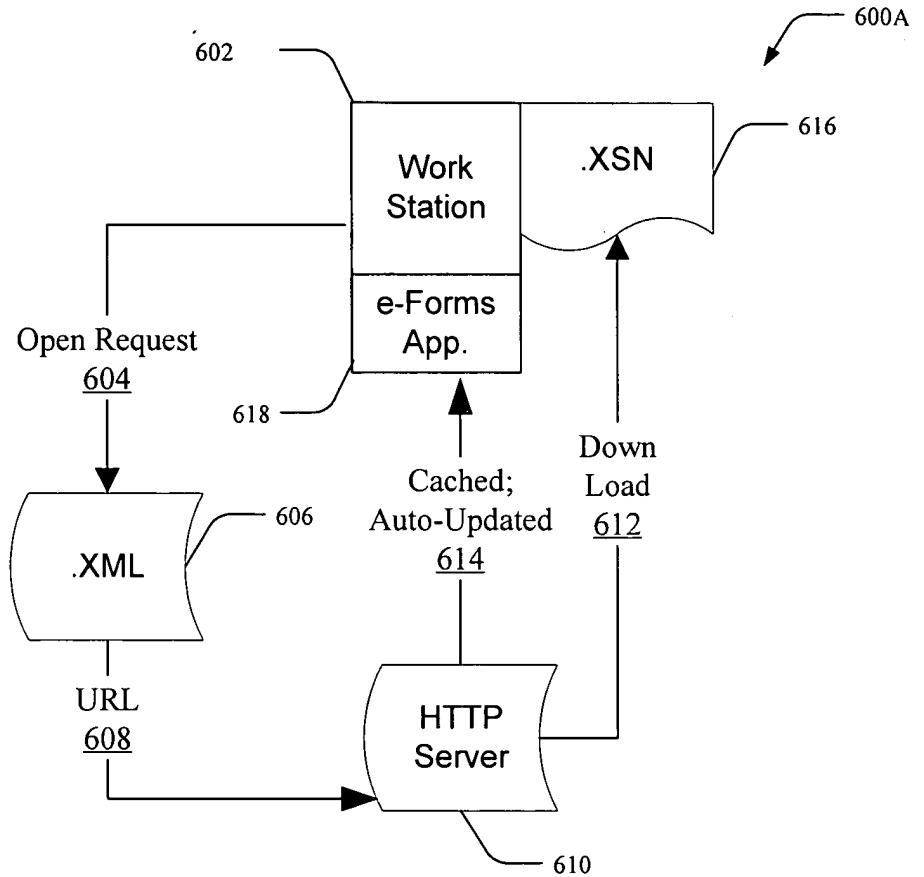 600A
602
616
Work
Station
.XSN
e-Forms
App.
Open Request
604
618
Down
Load
612
Cached;
Auto-Updated
614
606
.XML
URL
608
HTTP
Server
610